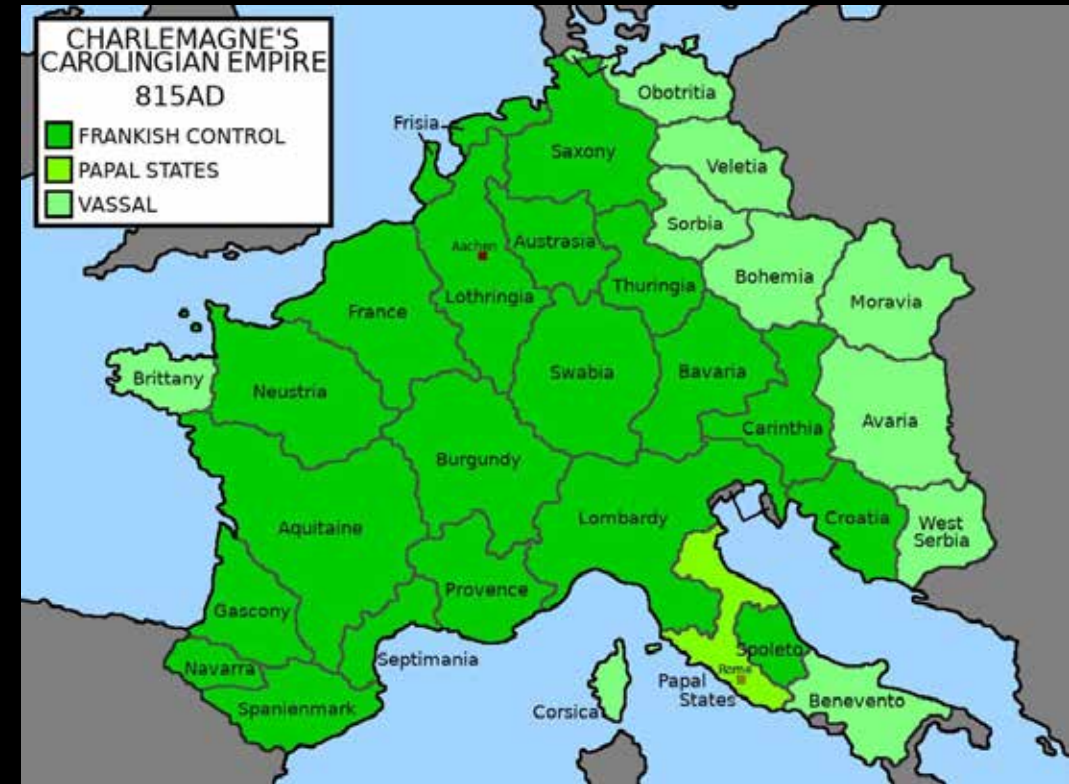 CHARLEMAGNE'S
CAROLINGIAN EMPIRE
815AD
FRANKISH CONTROL
PAPAL STATES
VASSAL
Obotritia
Frisia
Saxony
Veletia
Sorbia
Aachen
Austrasia
Bohemia
Thuringia
Lothringia
Moravia
France
Brittany
Neustria
Swabia
Bavaria
Avaria
Carinthia
Burgundy
Aquitaine
Lombardy
Croatia
West
Serbia
Provence
Gascony
Septimania
Navarra
Spoleto
Roma
Papal
States
Spanienmark
Corsica
Benevento